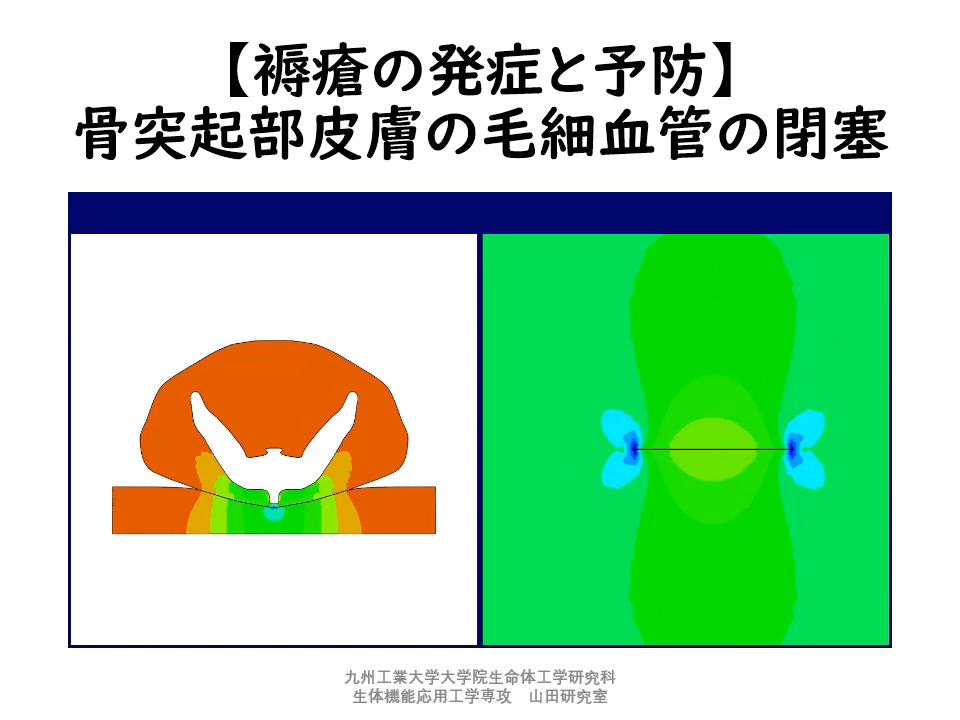 【褥瘡の発症と予防】
骨突起部皮膚の毛細血管の閉塞
九州工業大学大学院生命体工学研究科
生体機能応用工学専攻　山田研究室